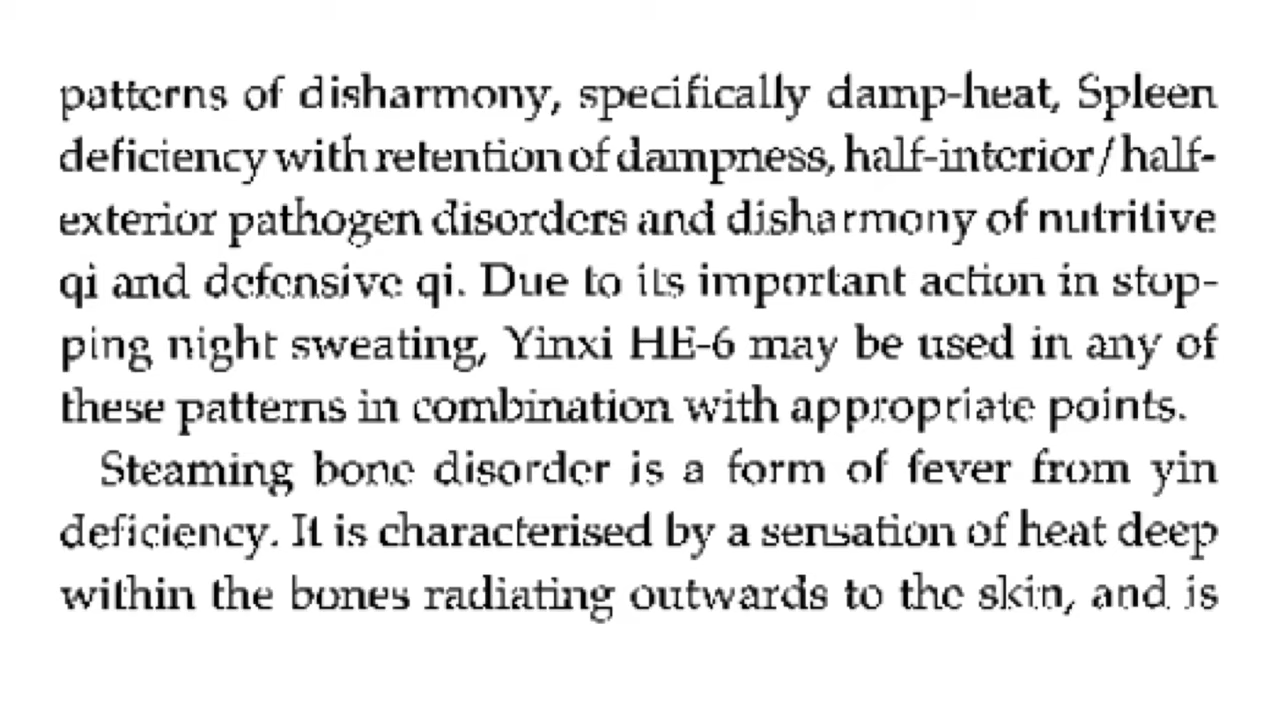 patterns of disharmony, specifically damp-heat, Spleen
deficiency with retention of dampness, half-interior/half-
exterior pathogen disorders and disharmony of nutritive
qi and defensive qi. Due to its important action in stop-
ping night sweating, Yinxi HE-6 may be used in any of
these patterns in combination with appropriate points.
Steaming bone disorder is a form of fever from yin
deficiency. It is characterised by a sensation of heat deep
within the bones radiating outwards to the skin, and is